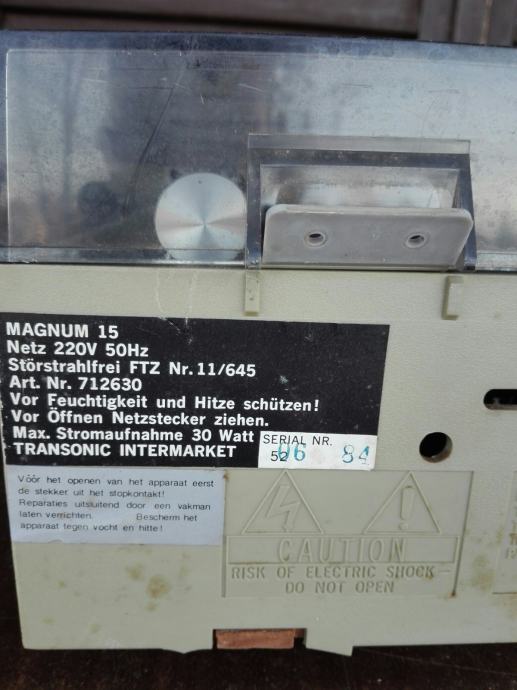 MAGNUM 15
Netz 220V 50Hz
Störstrahlfrei FTZ Nr. 11/645
Art. Nr. 712630
Vor Feuchtigkeit und Hitze schützen!
Vor Öffnen Netzstecker ziehen.
Max. Stromaufnahme 30 Watt
TRANSONIC INTERMARKET
SERIAL NR.
52 06 84
Vóór het openen van het apparaat eerst
de stekker uit het stopkontakt!
Reparaties uitsluitend door een vakman
laten verrichten. Bescherm het
apparaat tegen vocht en hitte!
CAUTION
RISK OF ELECTRIC SHOCK—
DO NOT OPEN